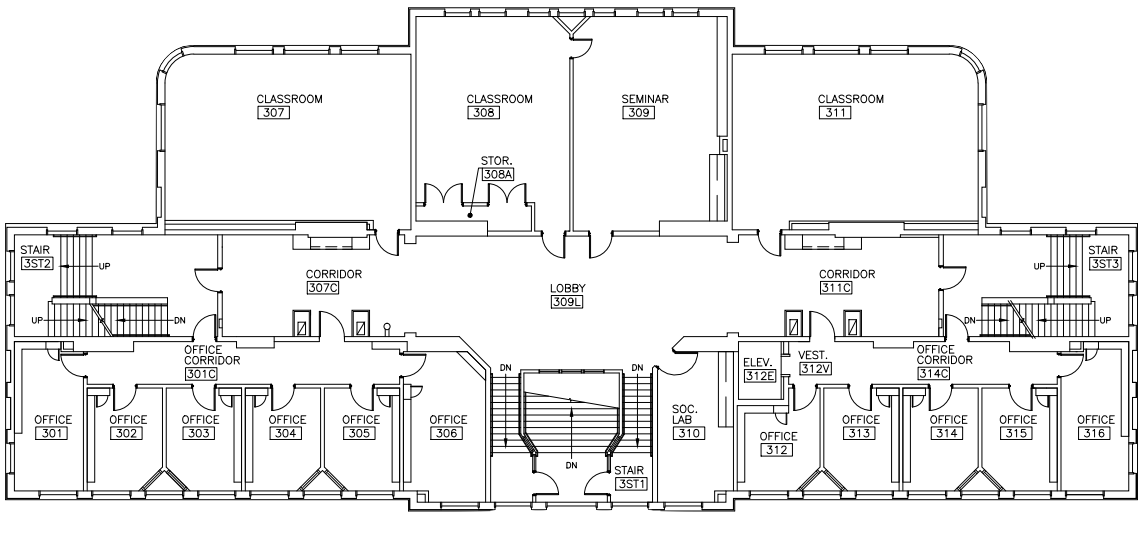 CLASSROOM
307
CLASSROOM
308
SEMINAR
309
CLASSROOM
311
STOR.
308A
STAIR
3ST2
UP
CORRIDOR
307C
LOBBY
309L
CORRIDOR
311C
UP
STAIR
3ST3
UP
DN
DN
UP
OFFICE
CORRIDOR
301C
DN
DN
ELEV.
312E
VEST.
312V
OFFICE
CORRIDOR
314C
OFFICE
301
OFFICE
302
OFFICE
303
OFFICE
304
OFFICE
305
OFFICE
306
SOC.
LAB
310
OFFICE
312
OFFICE
313
OFFICE
314
OFFICE
315
OFFICE
316
DN
STAIR
3ST1